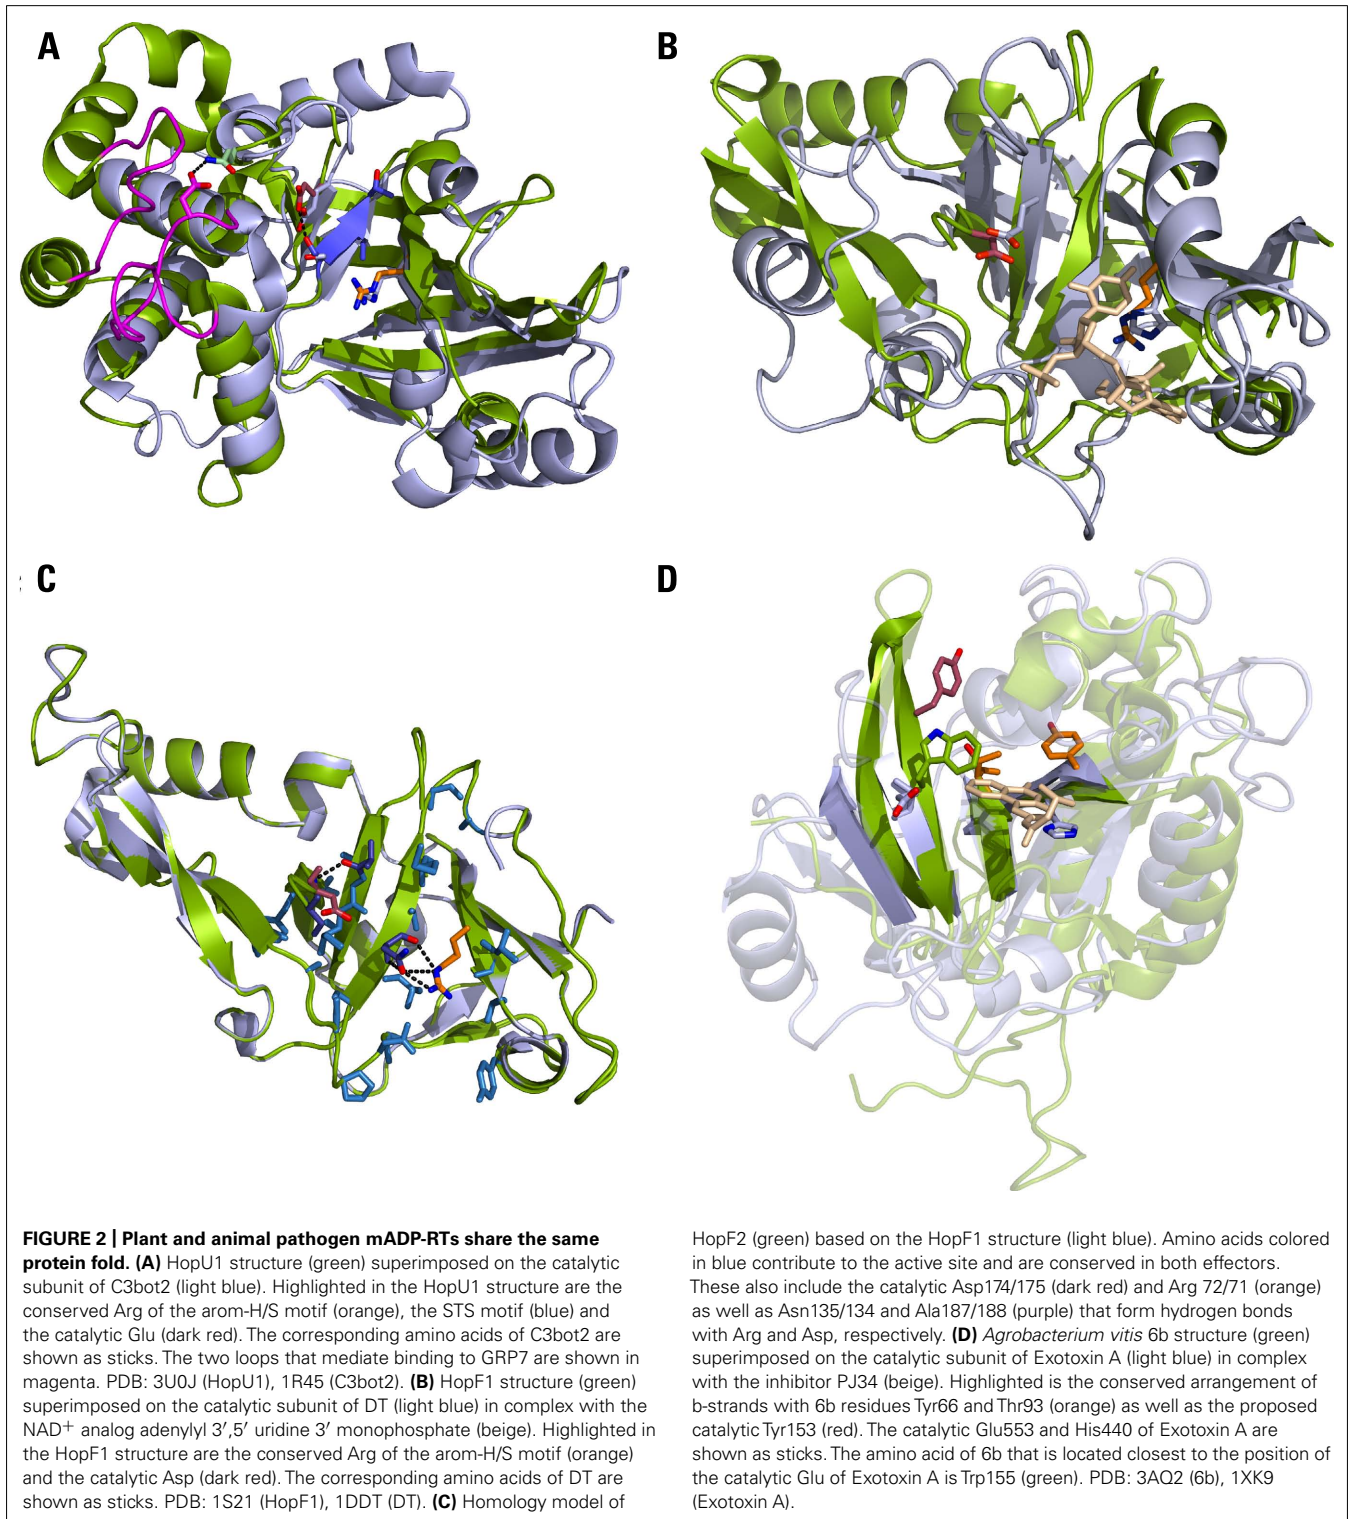 A
B
; C
D
FIGURE 2 | Plant and animal pathogen mADP-RTs share the same
protein fold. (A) HopU1 structure (green) superimposed on the catalytic
subunit of C3bot2 (light blue). Highlighted in the HopU1 structure are the
conserved Arg of the arom-H/S motif (orange), the STS motif (blue) and
the catalytic Glu (dark red). The corresponding amino acids of C3bot2 are
shown as sticks. The two loops that mediate binding to GRP7 are shown in
magenta. PDB: 3U0J (HopU1), 1R45 (C3bot2). (B) HopF1 structure (green)
superimposed on the catalytic subunit of DT (light blue) in complex with the
NAD+ analog adenylyl 3′,5′ uridine 3′ monophosphate (beige). Highlighted in
the HopF1 structure are the conserved Arg of the arom-H/S motif (orange)
and the catalytic Asp (dark red). The corresponding amino acids of DT are
shown as sticks. PDB: 1S21 (HopF1), 1DDT (DT). (C) Homology model of
HopF2 (green) based on the HopF1 structure (light blue). Amino acids colored
in blue contribute to the active site and are conserved in both effectors.
These also include the catalytic Asp174/175 (dark red) and Arg 72/71 (orange)
as well as Asn135/134 and Ala187/188 (purple) that form hydrogen bonds
with Arg and Asp, respectively. (D) Agrobacterium vitis 6b structure (green)
superimposed on the catalytic subunit of Exotoxin A (light blue) in complex
with the inhibitor PJ34 (beige). Highlighted is the conserved arrangement of
b-strands with 6b residues Tyr66 and Thr93 (orange) as well as the proposed
catalytic Tyr153 (red). The catalytic Glu553 and His440 of Exotoxin A are
shown as sticks. The amino acid of 6b that is located closest to the position of
the catalytic Glu of Exotoxin A is Trp155 (green). PDB: 3AQ2 (6b), 1XK9
(Exotoxin A).